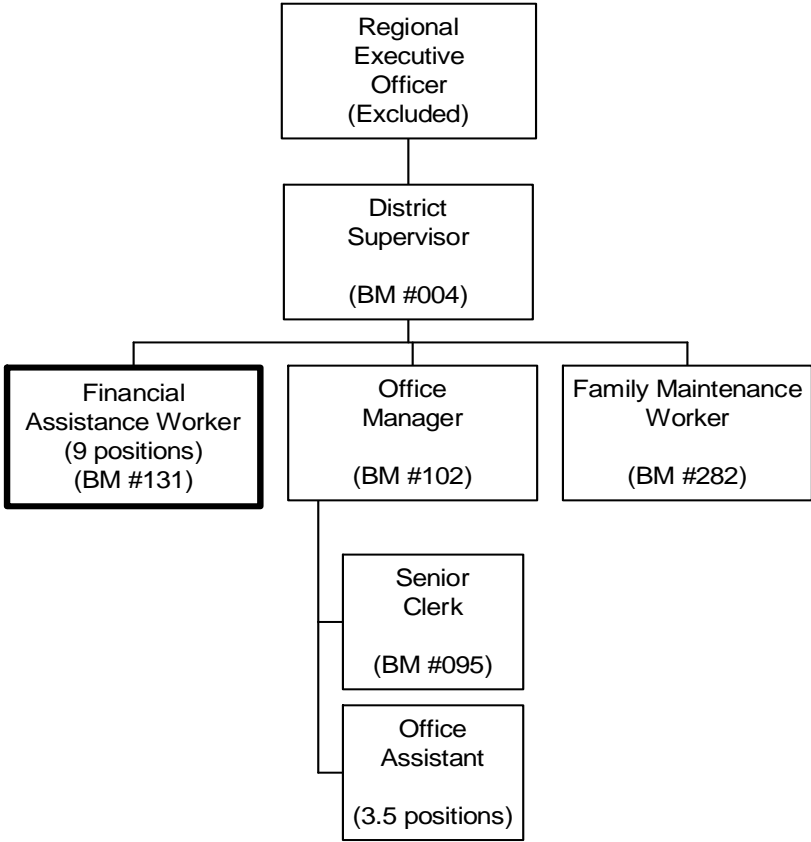 Regional
Executive
Officer
(Excluded)
District
Supervisor
(BM #004)
Financial
Assistance Worker
(9 positions)
(BM #131)
Office
Manager
(BM #102)
Family Maintenance
Worker
(BM #282)
Senior
Clerk
(BM #095)
Office
Assistant
(3.5 positions)